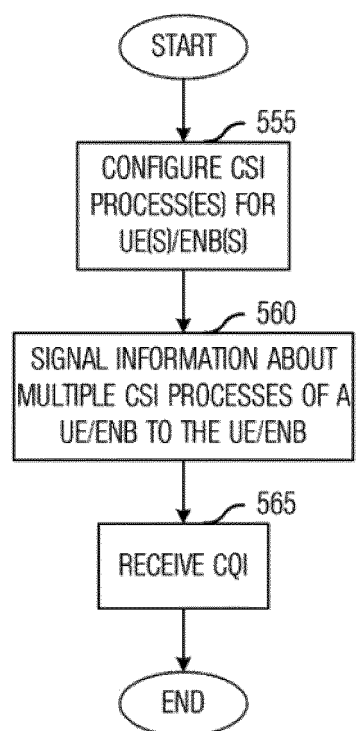 START
555
CONFIGURE CSI
PROCESS(ES) FOR
UE(S)/ENB(S)
560
SIGNAL INFORMATION ABOUT
MULTIPLE CSI PROCESSES OF A
UE/ENB TO THE UE/ENB
565
RECEIVE CQI
END